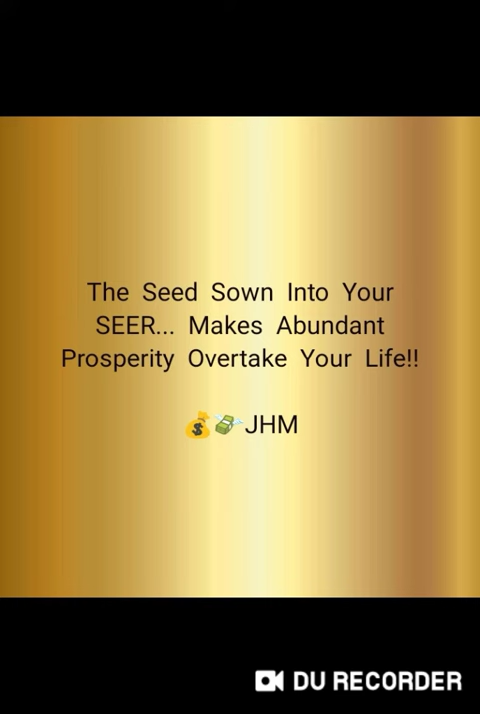 The Seed Sown Into Your
SEER... Makes Abundant
Prosperity Overtake Your Life!!
💰💸JHM
DU RECORDER